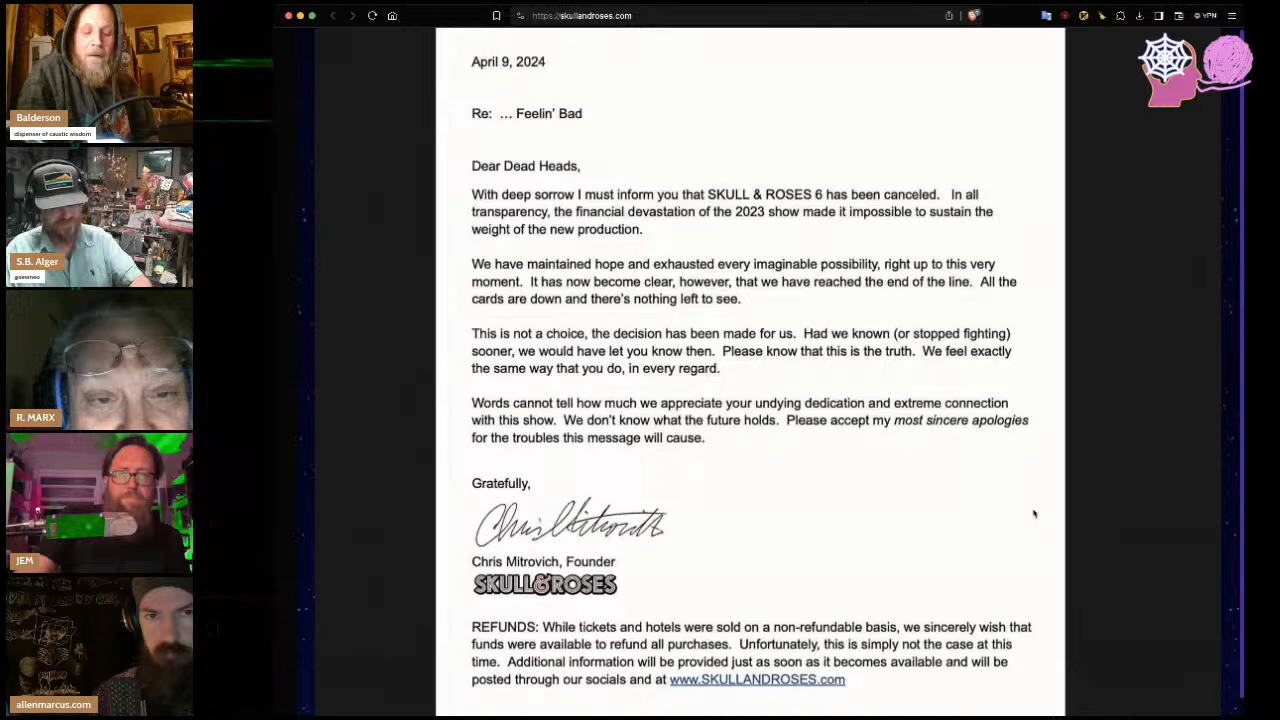 https://skullandroses.com
VPN
Balderson
dispenser of caustic wisdom
S.B. Alger
@sewneo
R. MARX
JEM
allenmarcus.com
April 9, 2024
Re: … Feelin' Bad
Dear Dead Heads,
With deep sorrow I must inform you that SKULL & ROSES 6 has been canceled. In all
transparency, the financial devastation of the 2023 show made it impossible to sustain the
weight of the new production.
We have maintained hope and exhausted every imaginable possibility, right up to this very
moment. It has now become clear, however, that we have reached the end of the line. All the
cards are down and there's nothing left to see.
This is not a choice, the decision has been made for us. Had we known (or stopped fighting)
sooner, we would have let you know then. Please know that this is the truth. We feel exactly
the same way that you do, in every regard.
Words cannot tell how much we appreciate your undying dedication and extreme connection
with this show. We don't know what the future holds. Please accept my most sincere apologies
for the troubles this message will cause.
Gratefully,
Chris Mitrovich
Chris Mitrovich, Founder
SKULL&ROSES
REFUNDS: While tickets and hotels were sold on a non-refundable basis, we sincerely wish that
funds were available to refund all purchases. Unfortunately, this is simply not the case at this
time. Additional information will be provided just as soon as it becomes available and will be
posted through our socials and at www.SKULLANDROSES.com